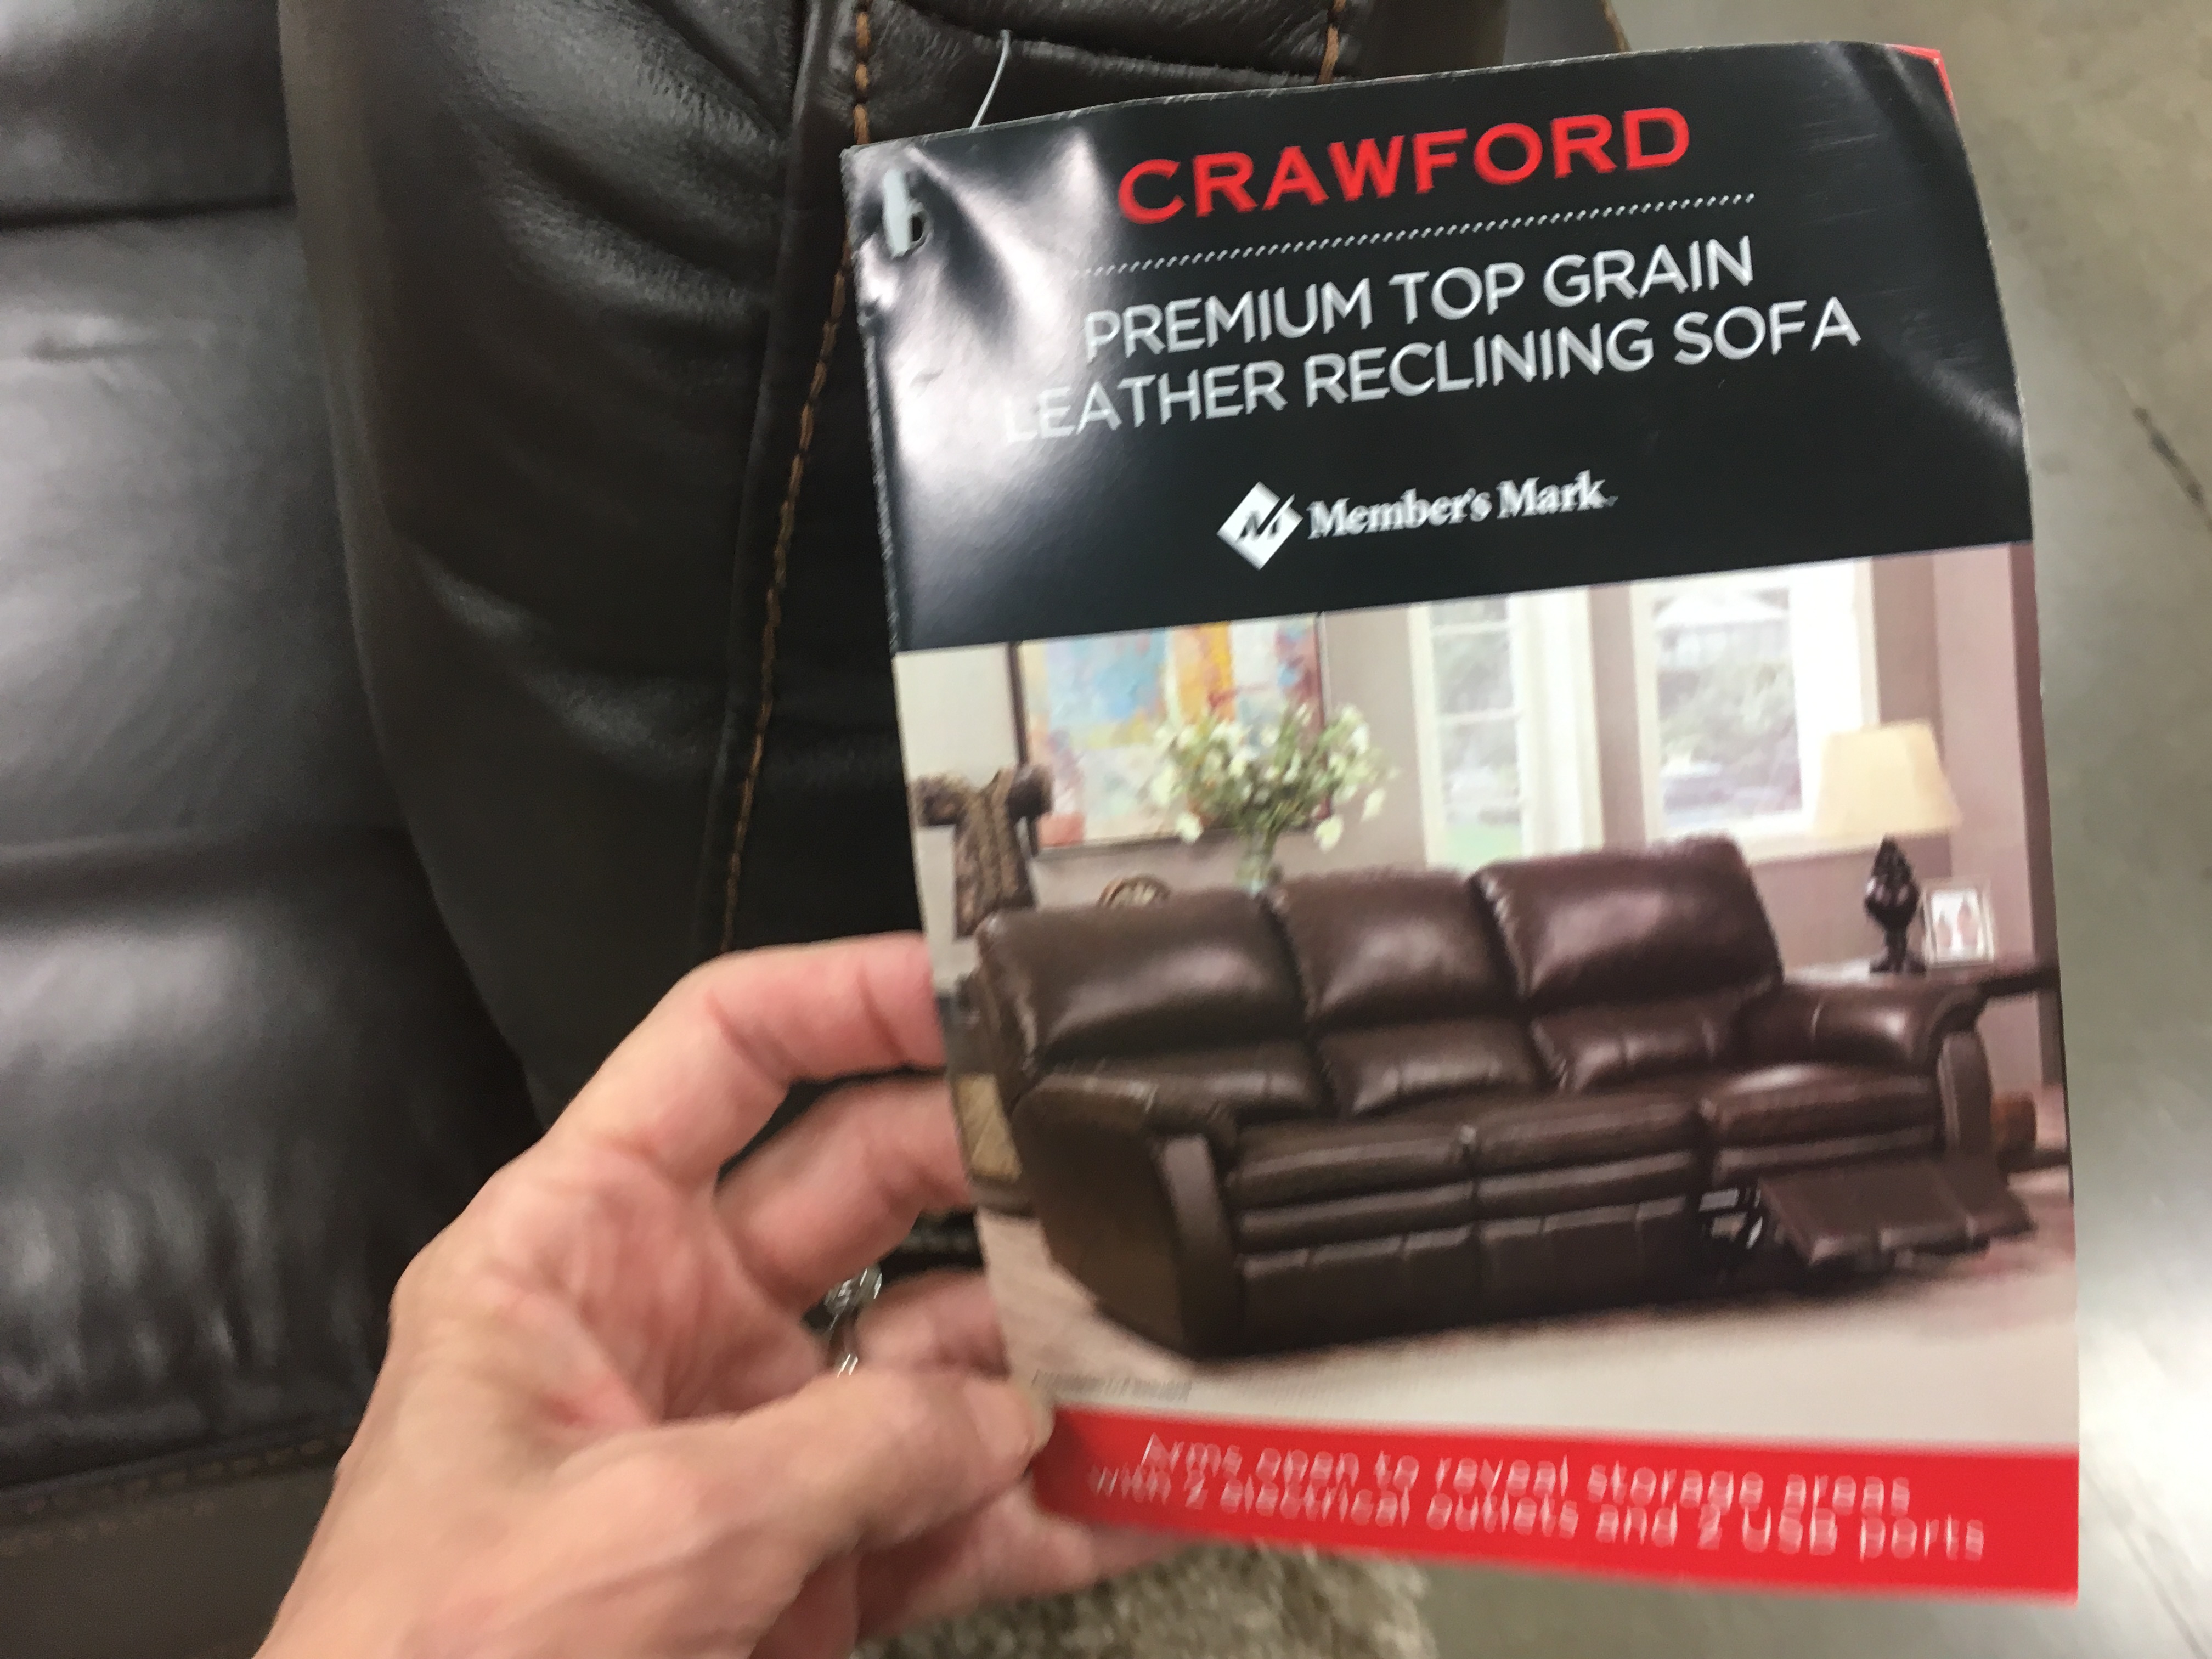 CRAWFORD
PREMIUM TOP GRAIN
LEATHER RECLINING SOFA
Member's Mark
Arms open to reveal storage areas
with 2 electrical outlets and 2 USB ports